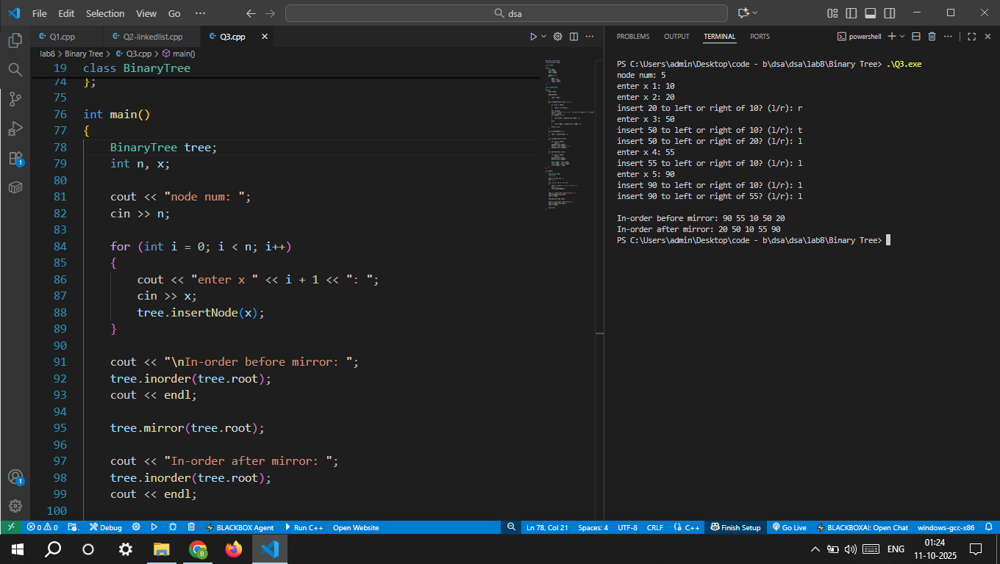 File Edit Selection View Go ··· dsa
Q1.cpp Q2-linkedlist.cpp Q3.cpp
lab8 > Binary Tree > Q3.cpp > main()
19 class BinaryTree
74 };
75
76 int main()
77 {
78 BinaryTree tree;
79 int n, x;
80
81 cout << "node num: ";
82 cin >> n;
83
84 for (int i = 0; i < n; i++)
85 {
86 cout << "enter x " << i + 1 << ": ";
87 cin >> x;
88 tree.insertNode(x);
89 }
90
91 cout << "\nIn-order before mirror: ";
92 tree.inorder(tree.root);
93 cout << endl;
94
95 tree.mirror(tree.root);
96
97 cout << "In-order after mirror: ";
98 tree.inorder(tree.root);
99 cout << endl;
100
PROBLEMS OUTPUT TERMINAL PORTS powershell
PS C:\Users\admin\Desktop\code - b\dsa\dsa\lab8\Binary Tree> .\Q3.exe
node num: 5
enter x 1: 10
enter x 2: 20
insert 20 to left or right of 10? (l/r): r
enter x 3: 50
insert 50 to left or right of 10? (l/r): t
insert 50 to left or right of 20? (l/r): l
enter x 4: 55
insert 55 to left or right of 10? (l/r): l
enter x 5: 90
insert 90 to left or right of 10? (l/r): l
insert 90 to left or right of 55? (l/r): l
In-order before mirror: 90 55 10 50 20
In-order after mirror: 20 50 10 55 90
PS C:\Users\admin\Desktop\code - b\dsa\dsa\lab8\Binary Tree>
1
1
0 0 Debug BLACKBOX Agent Run C++ Open Website Ln 78, Col 21 Spaces: 4 UTF-8 CRLF C++ Finish Setup Go Live BLACKBOXAI: Open Chat windows-gcc-x86
B ENG 01:24
11-10-2025